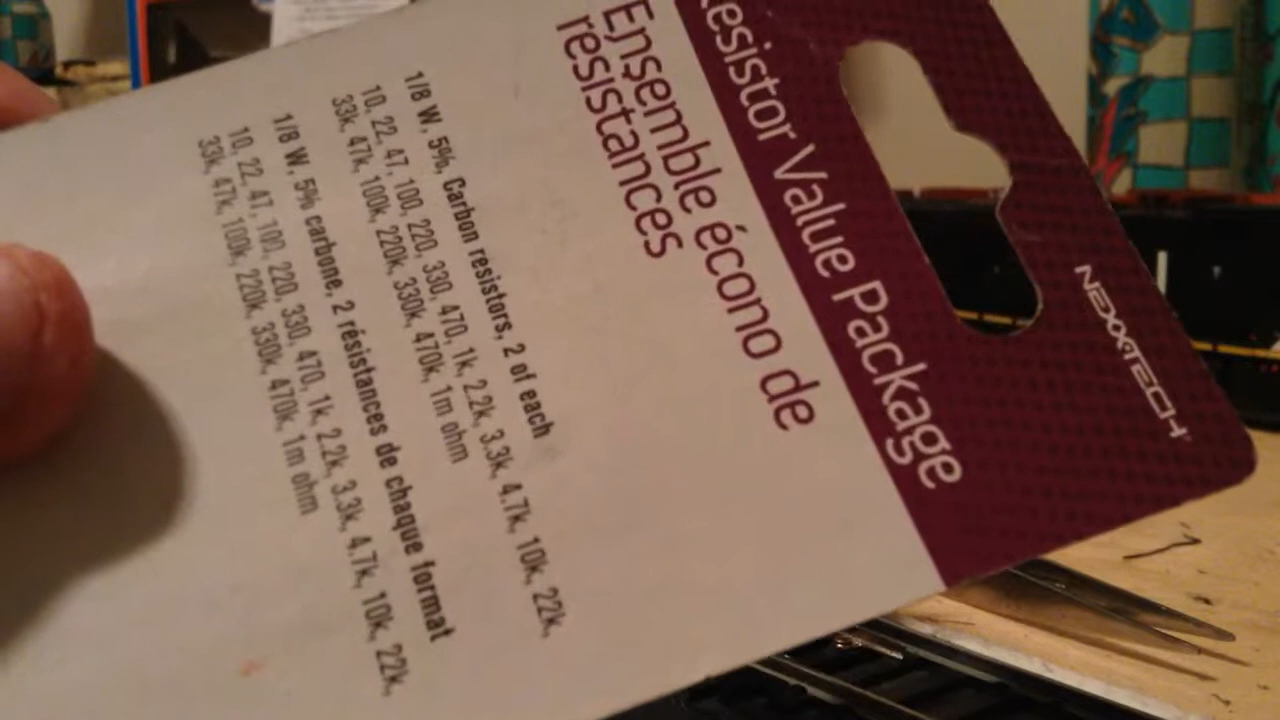 NEXXTECH
Resistor Value Package
Ensemble écono de
résistances
1/8 W, 5%, Carbon resistors, 2 of each
10, 22, 47, 100, 220, 330, 470, 1k, 2.2k, 3.3k, 4.7k, 10k, 22k,
33k, 47k, 100k, 220k, 330k, 470k, 1m ohm
1/8 W, 5% carbone, 2 résistances de chaque format
10, 22, 47, 100, 220, 330, 470, 1k, 2.2k, 3.3k, 4.7k, 10k, 22k,
33k, 47k, 100k, 220k, 330k, 470k, 1m ohm